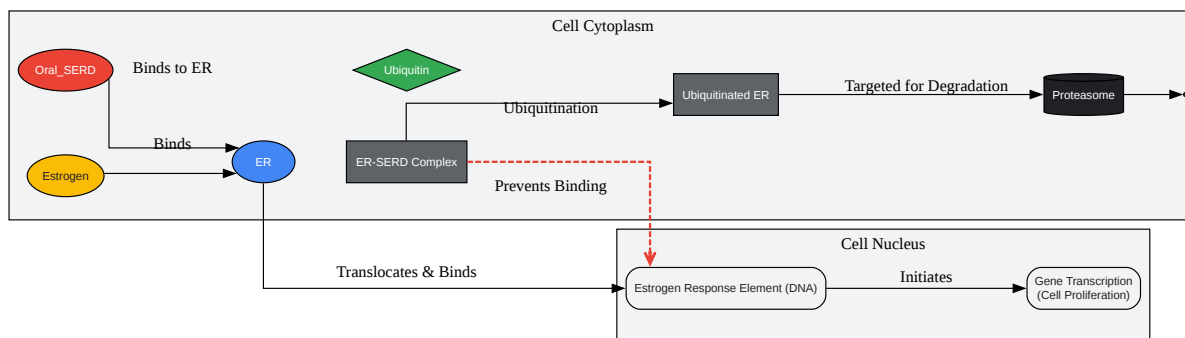 Cell Cytoplasm
Oral_SERD
Binds to ER
Ubiquitin
Ubiquitinated ER
Targeted for Degradation
Proteasome
Ubiquitination
Binds
ER
ER-SERD Complex
Estrogen
Prevents Binding
Cell Nucleus
Translocates & Binds
Estrogen Response Element (DNA)
Initiates
Gene Transcription
(Cell Proliferation)